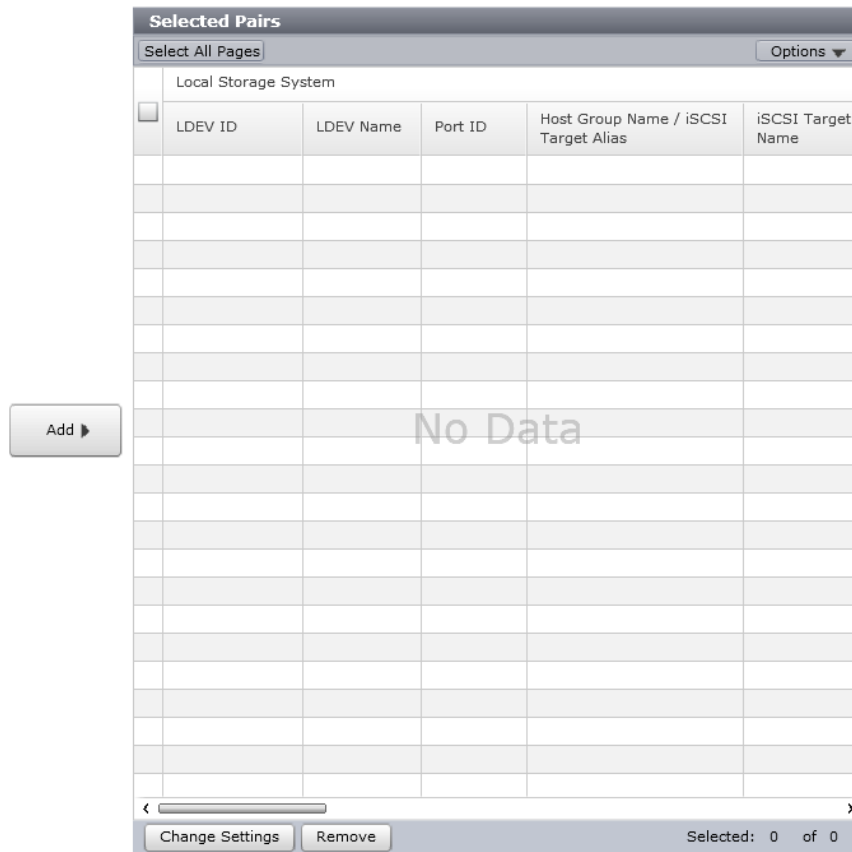 Selected Pairs
Select All Pages
Options
Local Storage System
LDEV ID
LDEV Name
Port ID
Host Group Name / iSCSI
Target Alias
iSCSI Target
Name
Add
No Data
Change Settings
Remove
Selected: 0 of 0